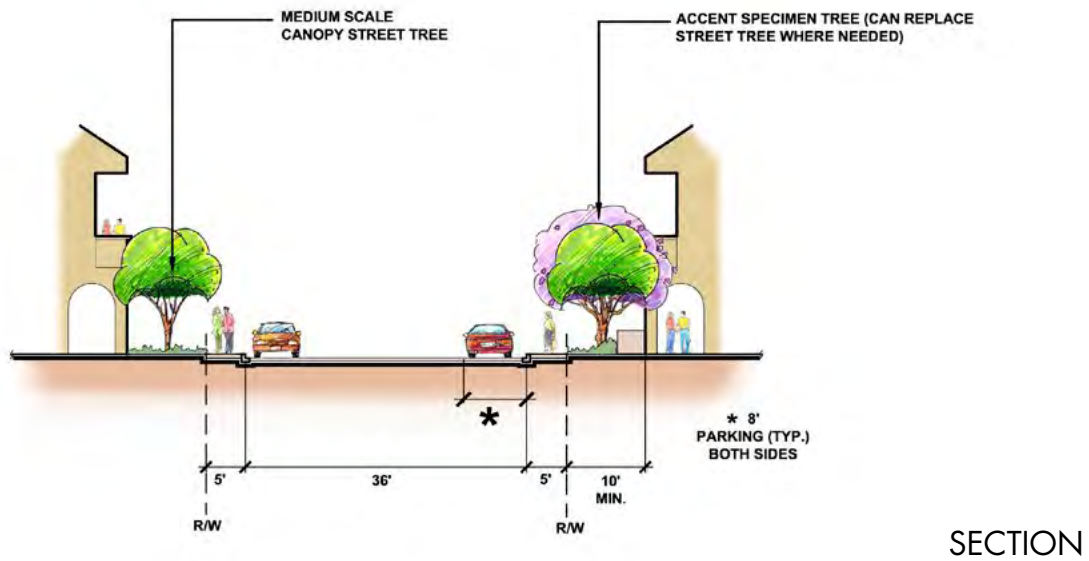 MEDIUM SCALE
CANOPY STREET TREE
ACCENT SPECIMEN TREE (CAN REPLACE
STREET TREE WHERE NEEDED)
*
* 8'
PARKING (TYP.)
BOTH SIDES
5'
36'
5'
10'
MIN.
R/W
R/W
SECTION